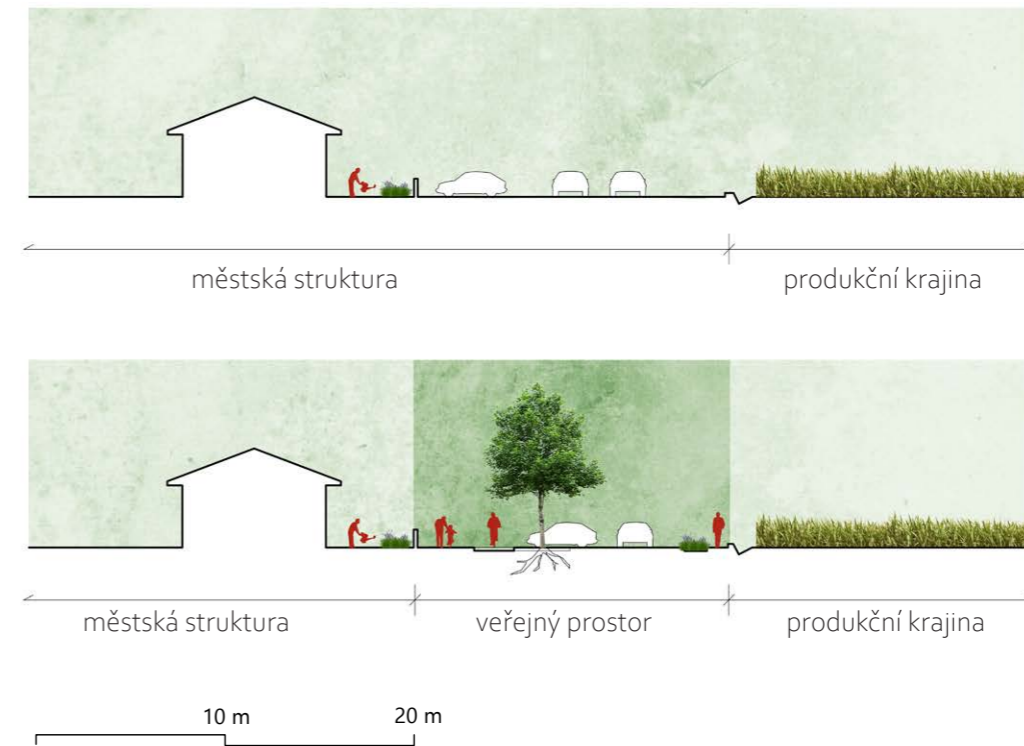 městská struktura
produkční krajina
městská struktura
veřejný prostor
produkční krajina
10 m
20 m